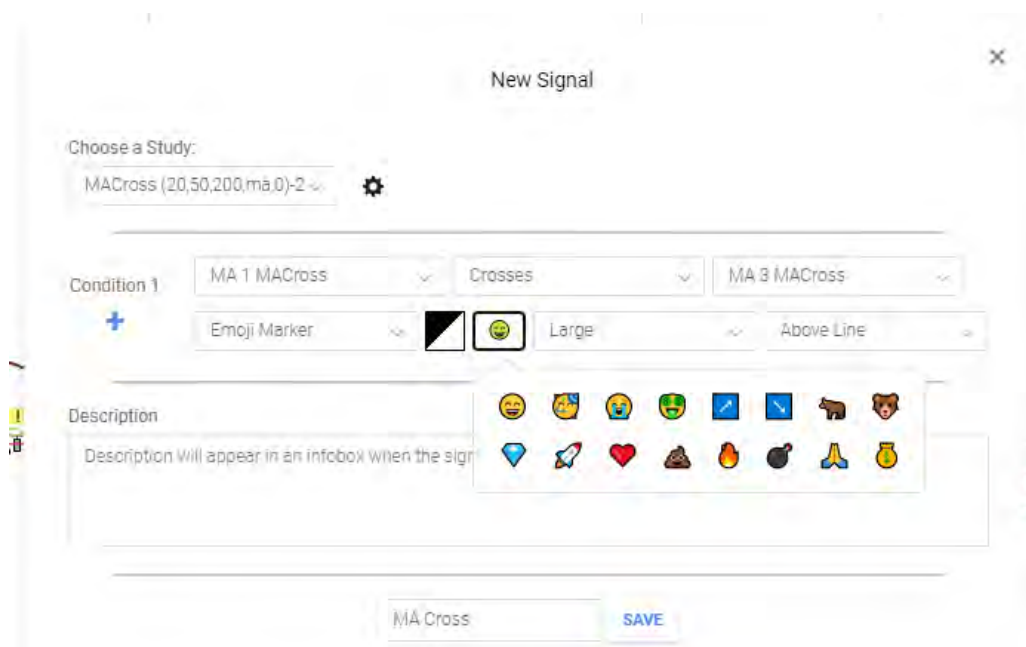 New Signal
Choose a Study:
MACross (20,50,200,ma,0)-2
Condition 1
MA 1 MACross
Crosses
MA 3 MACross
Emoji Marker
Large
Above Line
Description
Description will appear in an infobox when the sign
MA Cross
SAVE